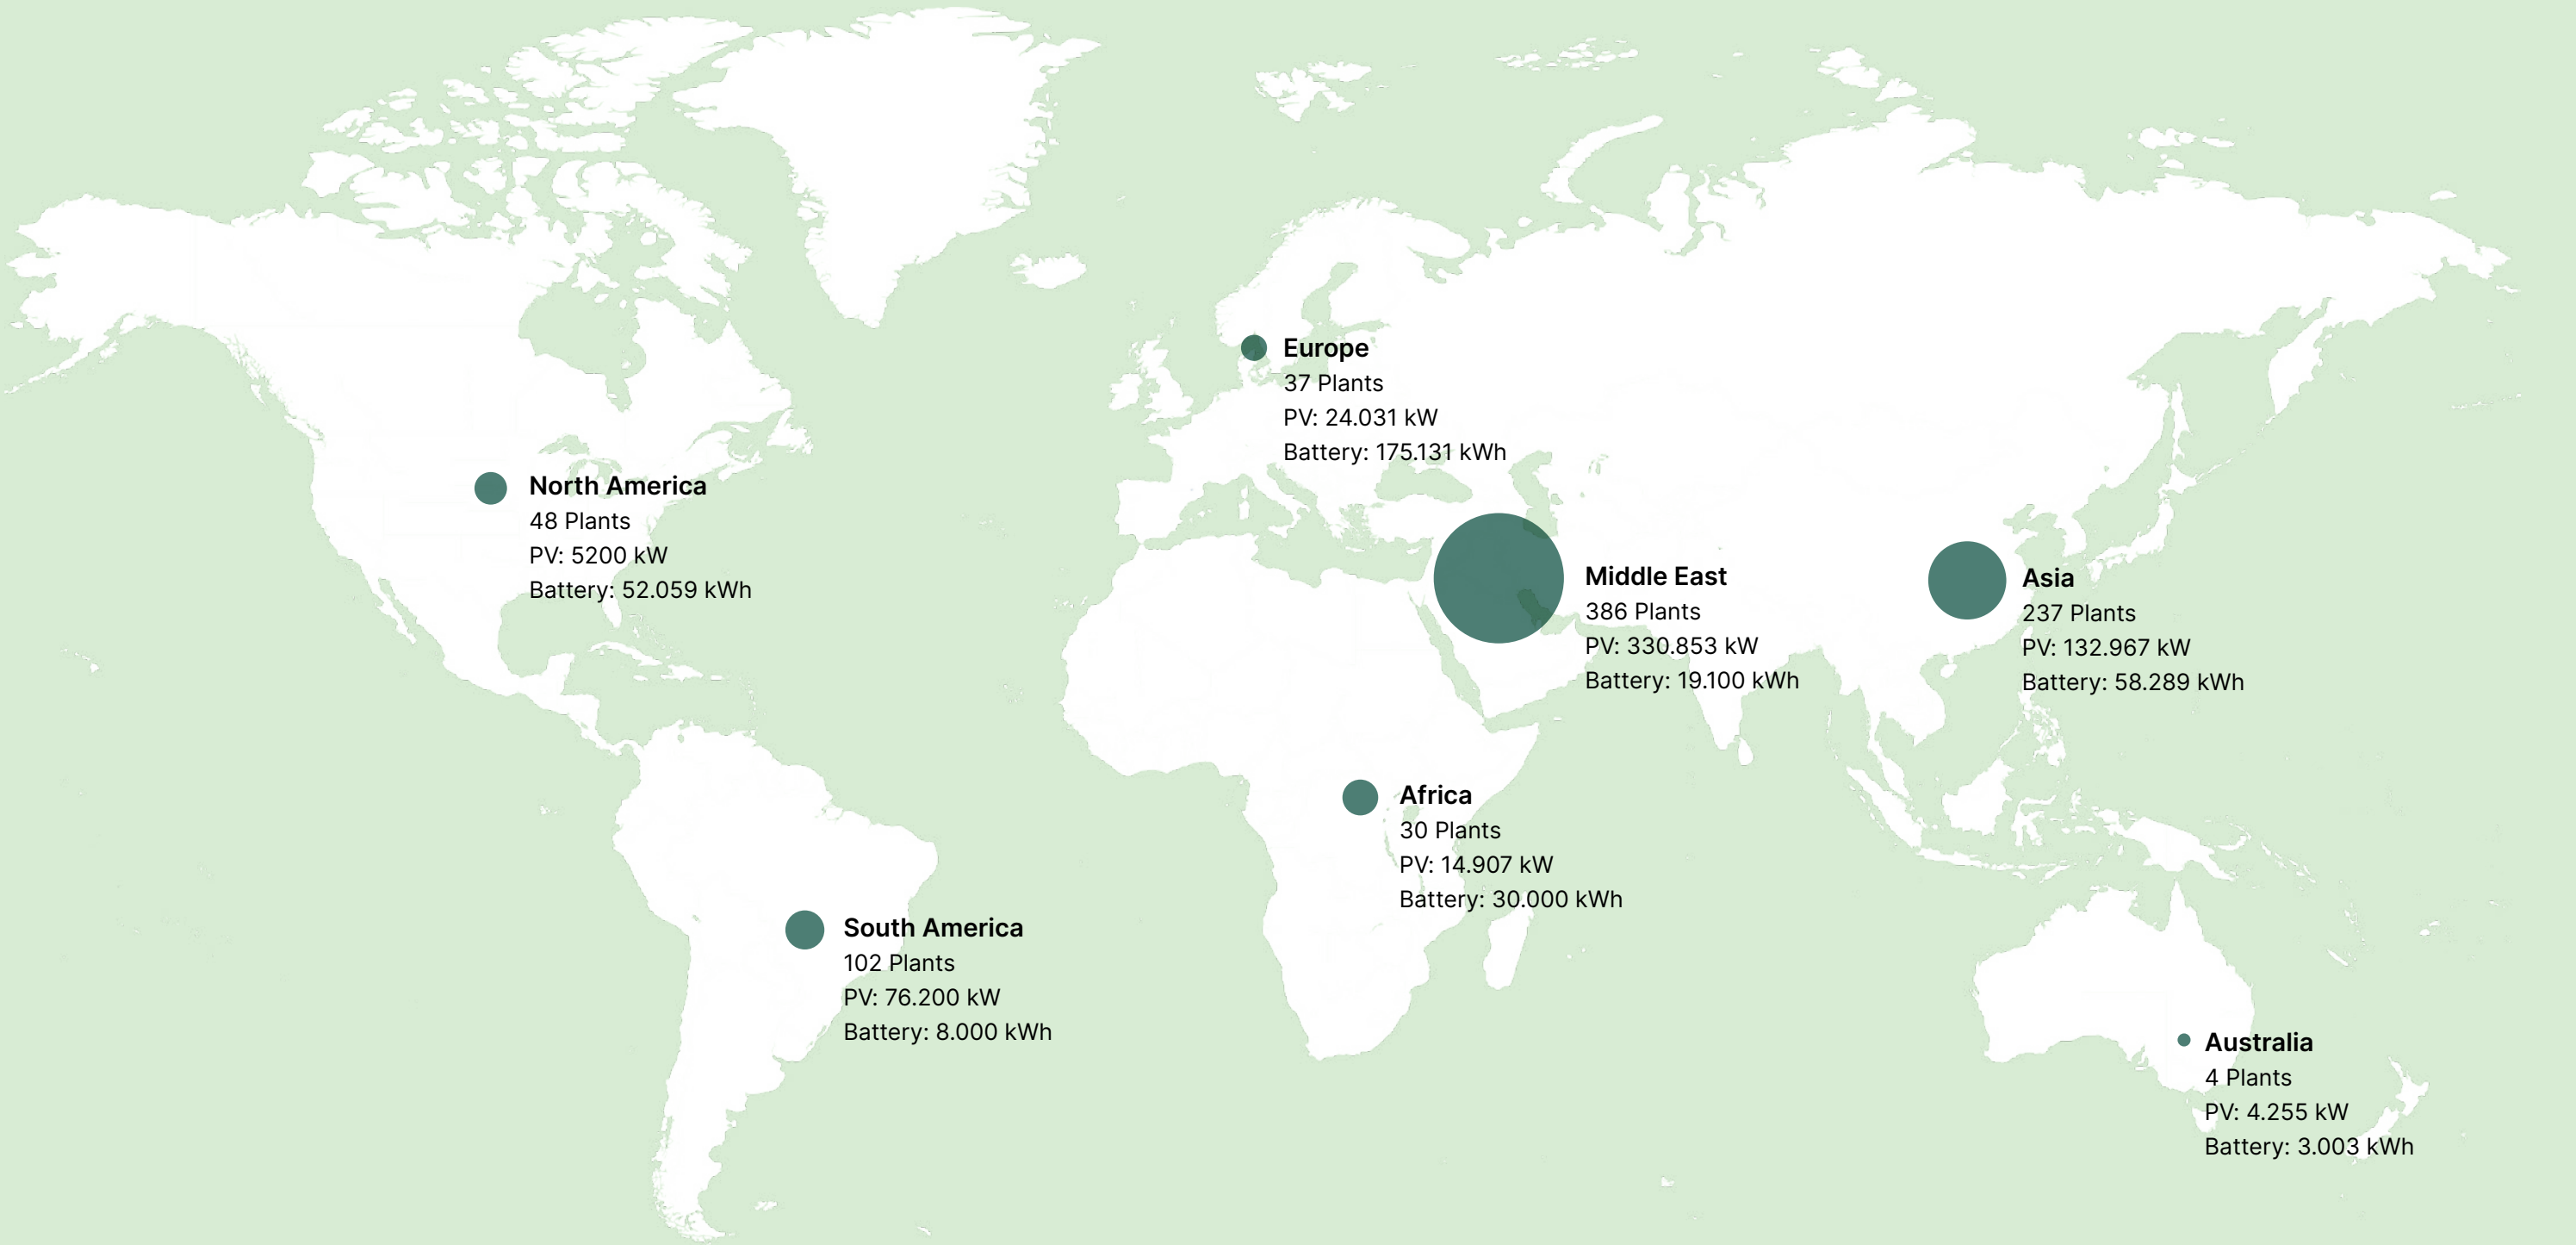 Europe
37 Plants
PV: 24.031 kW
Battery: 175.131 kWh
North America
48 Plants
PV: 5200 kW
Battery: 52.059 kWh
Middle East
386 Plants
PV: 330.853 kW
Battery: 19.100 kWh
Asia
237 Plants
PV: 132.967 kW
Battery: 58.289 kWh
Africa
30 Plants
PV: 14.907 kW
Battery: 30.000 kWh
South America
102 Plants
PV: 76.200 kW
Battery: 8.000 kWh
Australia
4 Plants
PV: 4.255 kW
Battery: 3.003 kWh